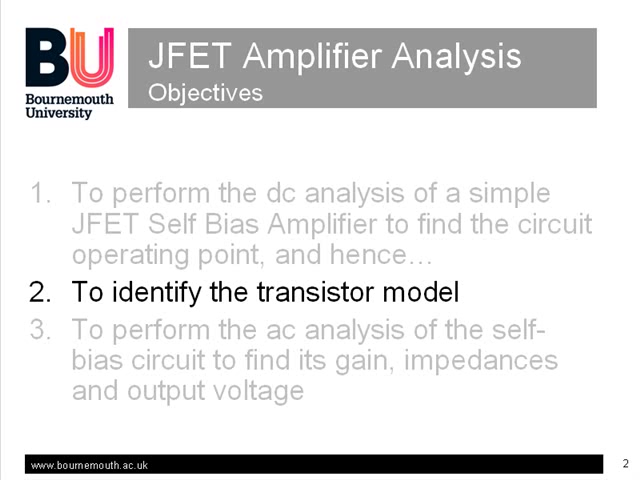 BU
Bournemouth
University
JFET Amplifier Analysis
Objectives
1. To perform the dc analysis of a simple
JFET Self Bias Amplifier to find the circuit
operating point, and hence…
2. To identify the transistor model
3. To perform the ac analysis of the self-
bias circuit to find its gain, impedances
and output voltage
www.bournemouth.ac.uk
2